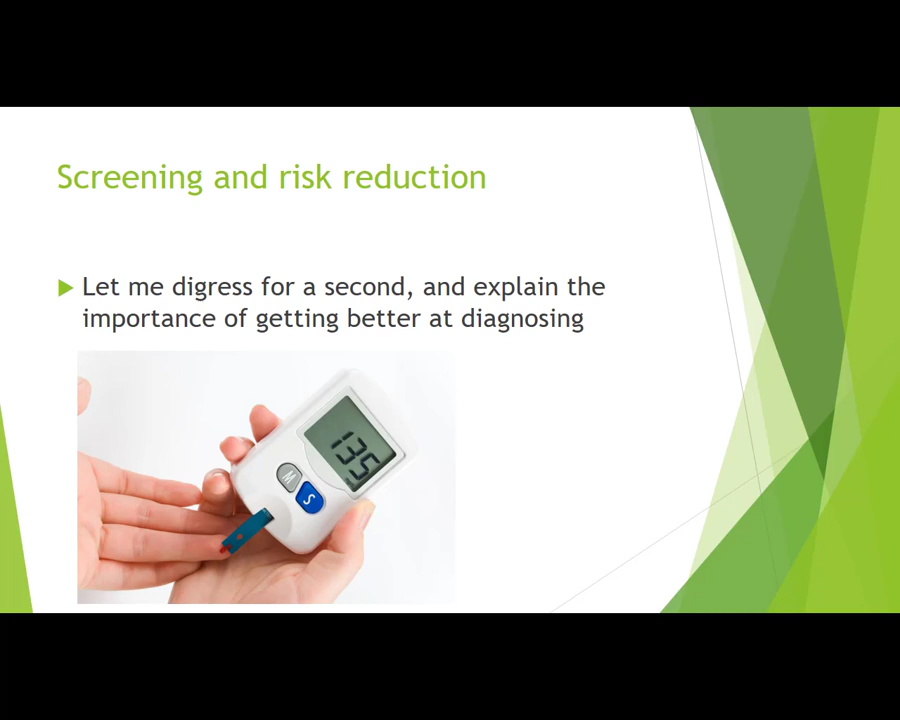 Screening and risk reduction
Let me digress for a second, and explain the
importance of getting better at diagnosing
135
M
S